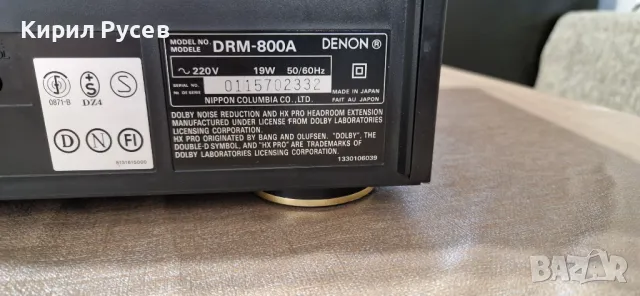 Кирил Русев
MODEL NO. DRM-800A DENON ®
MODELE
~ 220V 19W 50/60Hz
SERIAL NO. 0115702332 MADE IN JAPAN
NIPPON COLUMBIA CO., LTD. FAIT AU JAPON
DOLBY NOISE REDUCTION AND HX PRO HEADROOM EXTENSION
MANUFACTURED UNDER LICENSE FROM DOLBY LABORATORIES
LICENSING CORPORATION.
HX PRO ORIGINATED BY BANG AND OLUFSEN. "DOLBY", THE
DOUBLE-D SYMBOL, AND "HX PRO" ARE TRADEMARKS OF
DOLBY LABORATORIES LICENSING CORPORATION.
1330106039
S +S
0871-B DZ4
D N FI
BAZAR
bg